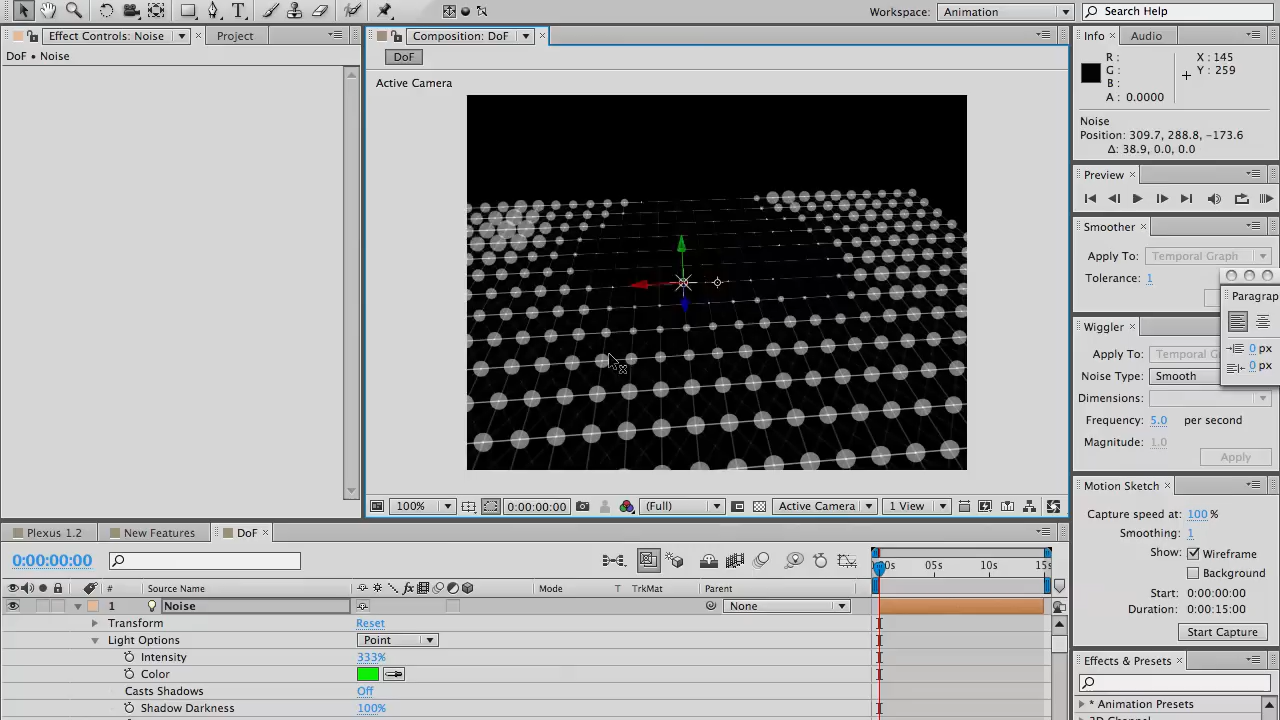 Workspace: Animation
Search Help
Effect Controls: Noise
Project
DoF • Noise
Composition: DoF
DoF
Active Camera
100%
0:00:00:00
(Full)
Active Camera
1 View
Info
Audio
R :
G :
B :
A : 0.0000
X : 145
Y : 259
Noise
Position: 309.7, 288.8, -173.6
Δ: 38.9, 0.0, 0.0
Preview
Smoother
Apply To: Temporal Graph
Tolerance: 1
Paragrap
0 px
0 px
Wiggler
Apply To: Temporal Gr
Noise Type: Smooth
Dimensions:
Frequency: 5.0 per second
Magnitude: 1.0
Apply
Motion Sketch
Capture speed at: 100 %
Smoothing: 1
Show: Wireframe
Background
Start: 0:00:00:00
Duration: 0:00:15:00
Start Capture
Effects & Presets
* Animation Presets
Plexus 1.2
New Features
DoF
0:00:00:00
05s
10s
15s
# Source Name
Mode
T TrkMat
Parent
1 Noise
None
Transform
Reset
Light Options
Point
Intensity
333%
Color
Casts Shadows
Off
Shadow Darkness
100%